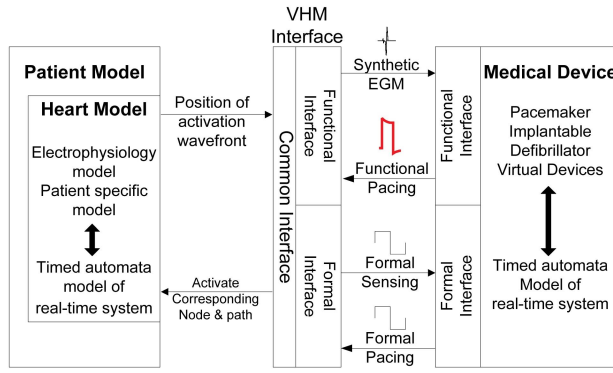 VHM
Interface
Patient Model
Heart Model
Electrophysiology
model
Patient specific
model
Timed automata
model of
real-time system
Position of
activation
wavefront
Activate
Corresponding
Node & path
Common Interface
Functional
Interface
Formal
Interface
Synthetic
EGM
Functional
Pacing
Formal
Sensing
Formal
Pacing
Functional
Interface
Formal
Interface
Medical Device
Pacemaker
Implantable
Defibrillator
Virtual Devices
Timed automata
Model of
real-time system